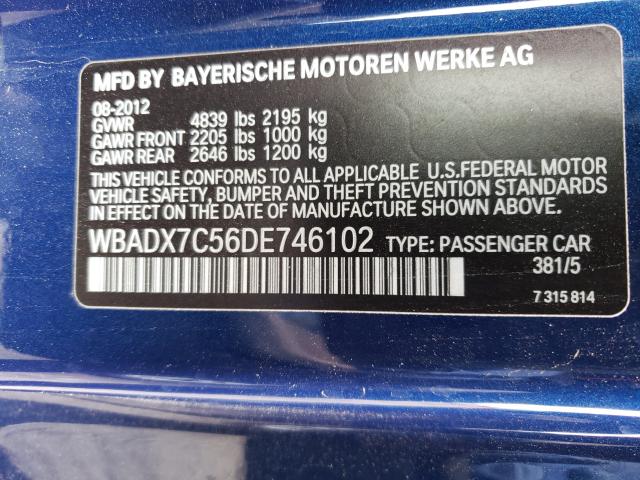 MFD BY BAYERISCHE MOTOREN WERKE AG
08-2012
GVWR 4839 lbs 2195 kg
GAWR FRONT 2205 lbs 1000 kg
GAWR REAR 2646 lbs 1200 kg
THIS VEHICLE CONFORMS TO ALL APPLICABLE U.S.FEDERAL MOTOR
VEHICLE SAFETY, BUMPER AND THEFT PREVENTION STANDARDS
IN EFFECT ON THE DATE OF MANUFACTURE SHOWN ABOVE.
WBADX7C56DE746102 TYPE: PASSENGER CAR
381/5
7 315 814